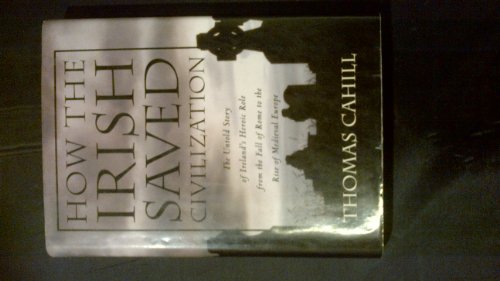 HOW THE
IRISH
SAVED
CIVILIZATION
The Untold Story
of Ireland's Heroic Role
from the Fall of Rome to the
Rise of Medieval Europe
THOMAS CAHILL